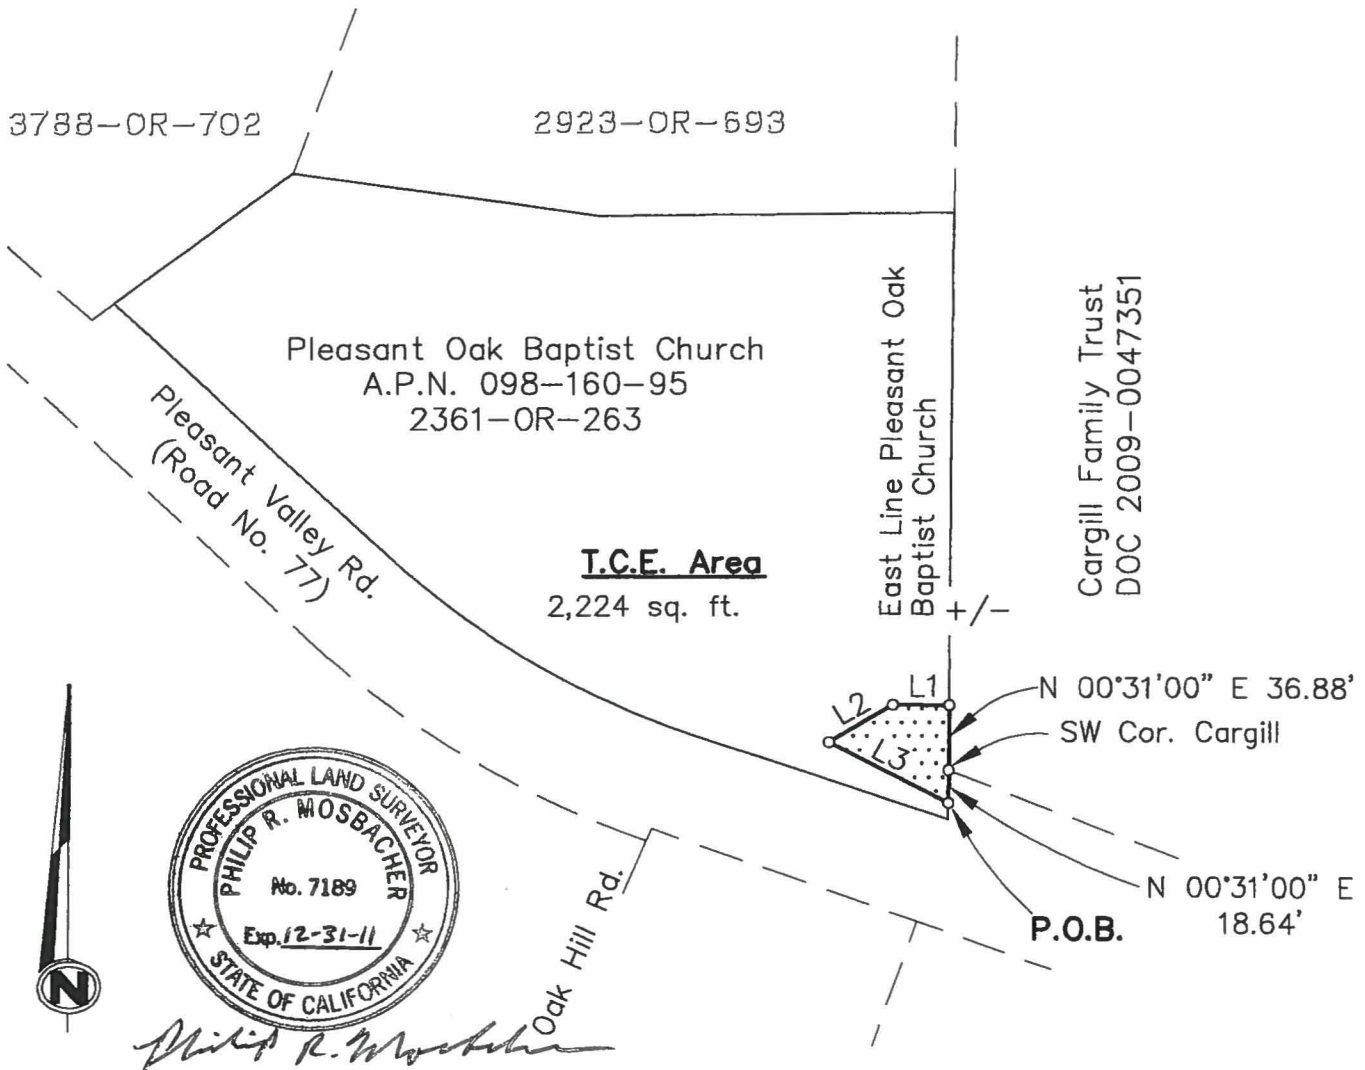 3788-OR-702
2923-OR-693
Pleasant Oak Baptist Church
A.P.N. 098-160-95
2361-OR-263
Pleasant Valley Rd.
(Road No. 77)
East Line Pleasant Oak
Baptist Church
+/-
Cargill Family Trust
DOC 2009-0047351
T.C.E. Area
2,224 sq. ft.
L1
L2
L3
N 00°31'00" E 36.88'
SW Cor. Cargill
N 00°31'00" E
18.64'
P.O.B.
Oak Hill Rd.
PROFESSIONAL LAND SURVEYOR
PHILIP R. MOSBACHER
No. 7189
Exp. 12-31-11
STATE OF CALIFORNIA
N
Philip R. Mosbacher